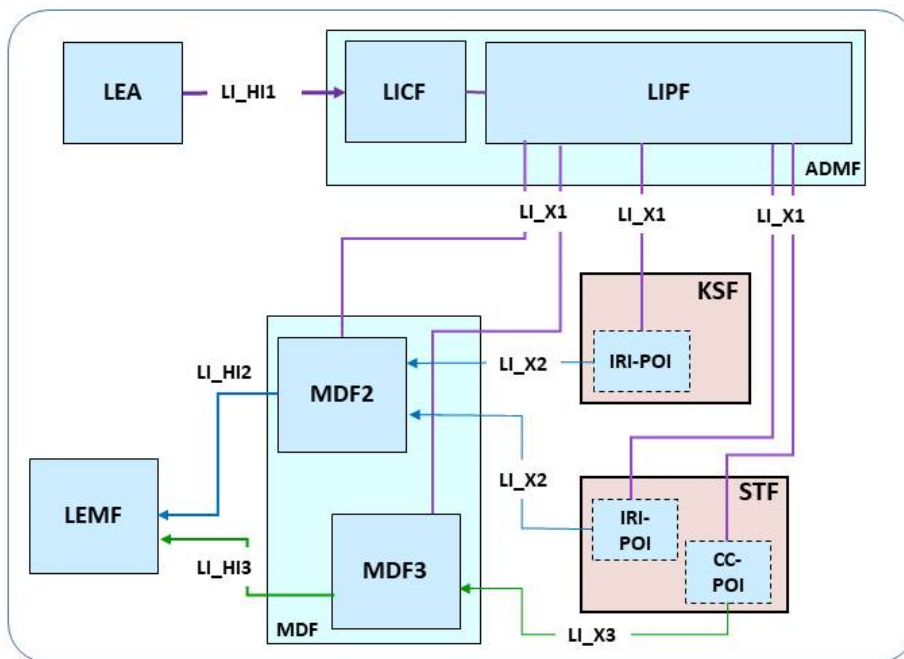 LEA
LI_HI1
LICF
LIPF
ADMF
LI_X1
LI_X1
LI_X1
KSF
IRI-POI
LI_X2
LI_HI2
MDF2
LI_X2
STF
IRI-
POI
CC-
POI
LEMF
LI_HI3
MDF3
MDF
LI_X3